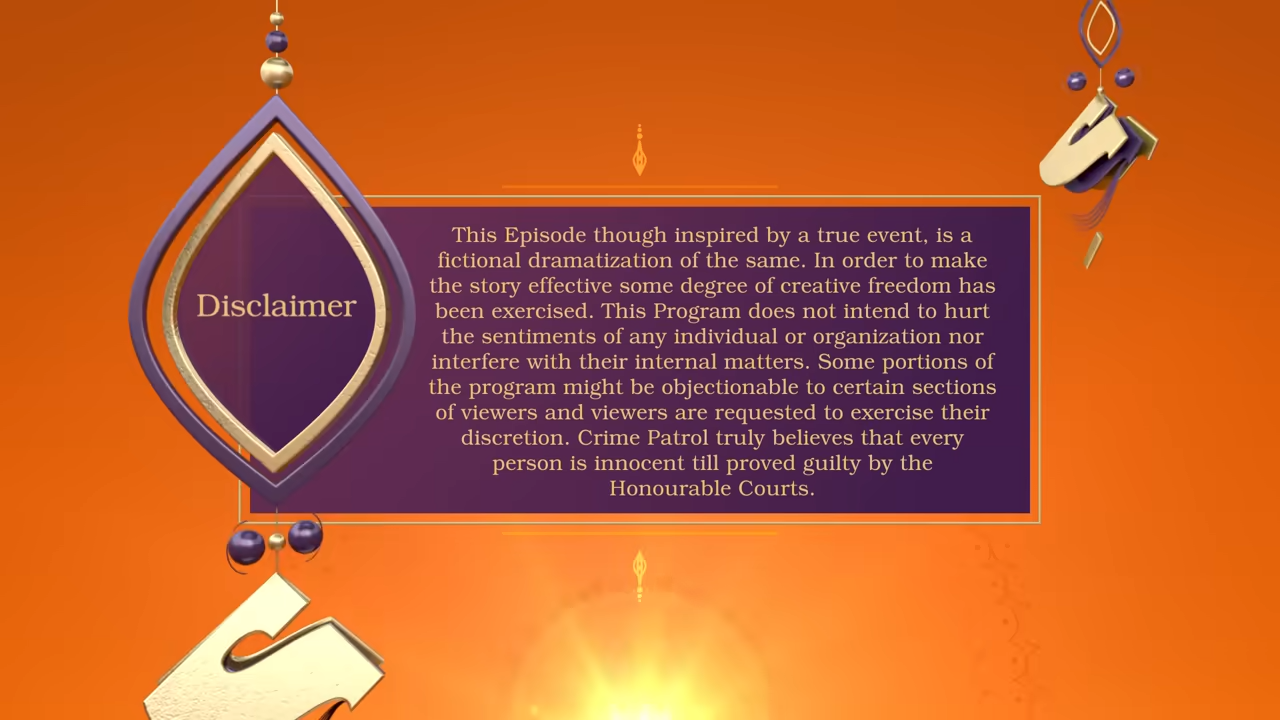 Disclaimer
This Episode though inspired by a true event, is a
fictional dramatization of the same. In order to make
the story effective some degree of creative freedom has
been exercised. This Program does not intend to hurt
the sentiments of any individual or organization nor
interfere with their internal matters. Some portions of
the program might be objectionable to certain sections
of viewers and viewers are requested to exercise their
discretion. Crime Patrol truly believes that every
person is innocent till proved guilty by the
Honourable Courts.